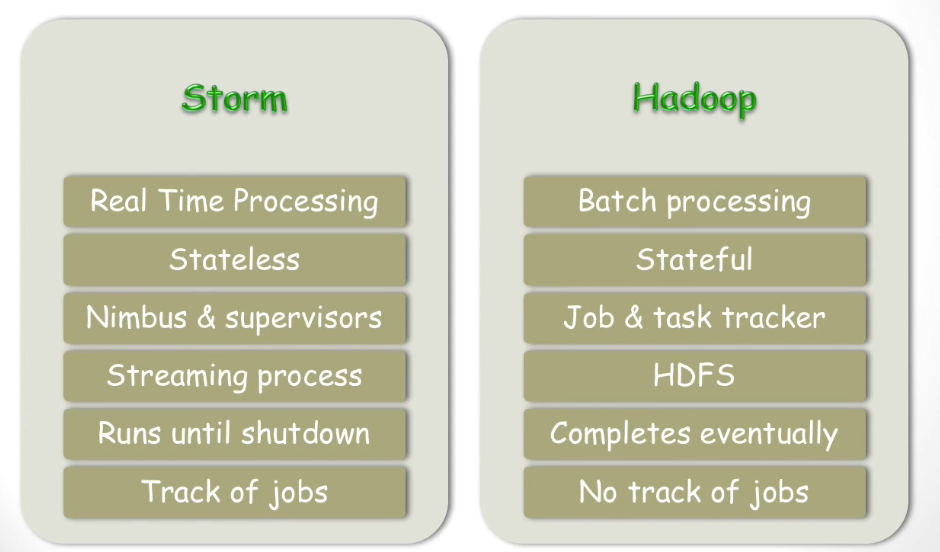 Storm
Real Time Processing
Stateless
Nimbus & supervisors
Streaming process
Runs until shutdown
Track of jobs
Hadoop
Batch processing
Stateful
Job & task tracker
HDFS
Completes eventually
No track of jobs